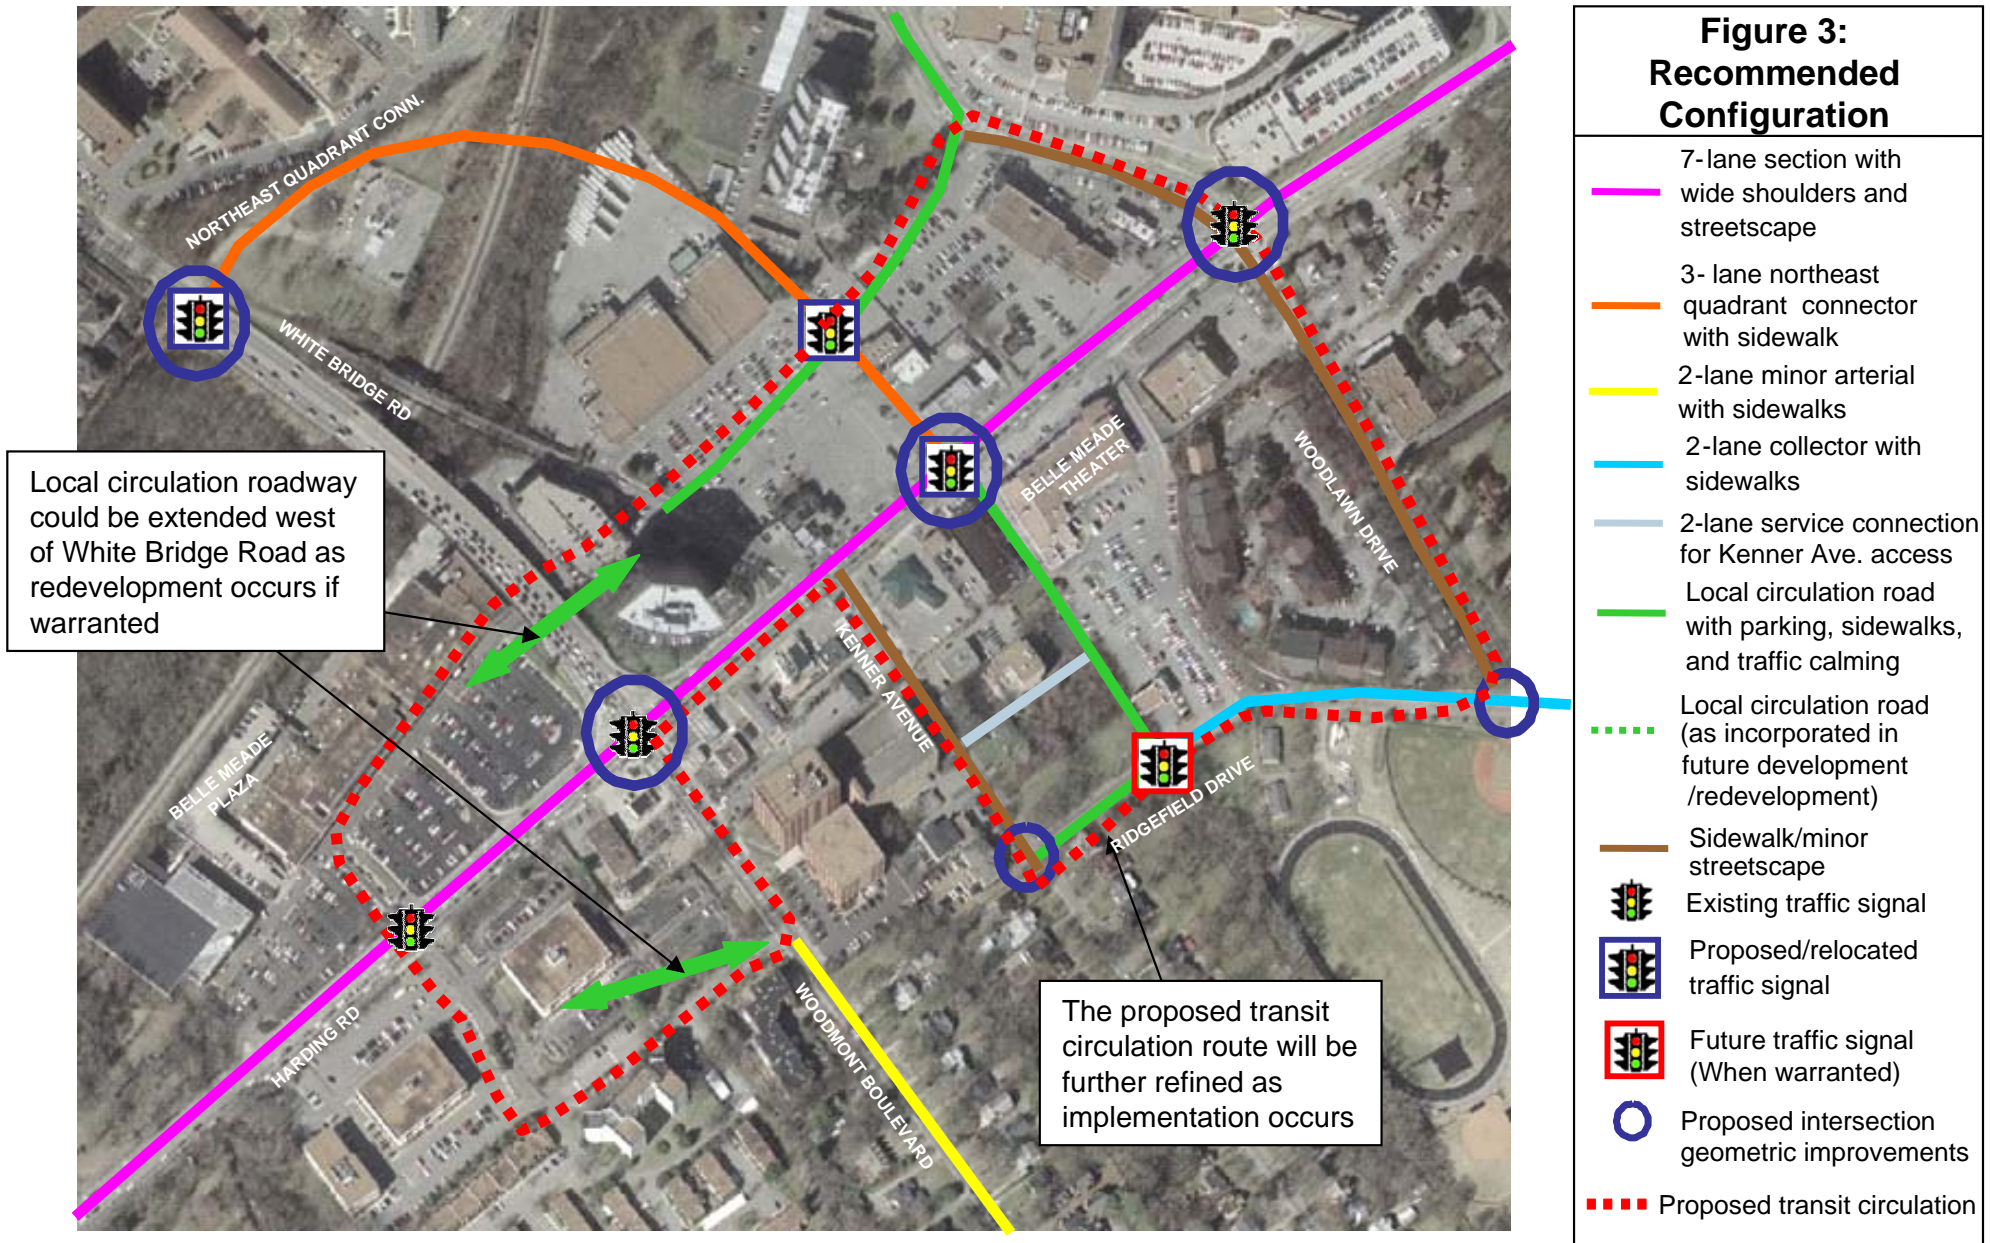 Figure 3:
Recommended
Configuration
7-lane section with
wide shoulders and
streetscape
3- lane northeast
quadrant connector
with sidewalk
2-lane minor arterial
with sidewalks
2-lane collector with
sidewalks
2-lane service connection
for Kenner Ave. access
Local circulation road
with parking, sidewalks,
and traffic calming
Local circulation road
(as incorporated in
future development
/redevelopment)
Sidewalk/minor
streetscape
Existing traffic signal
Proposed/relocated
traffic signal
Future traffic signal
(When warranted)
Proposed intersection
geometric improvements
Proposed transit circulation
NORTHEAST QUADRANT CONN.
WHITE BRIDGE RD
Local circulation roadway
could be extended west
of White Bridge Road as
redevelopment occurs if
warranted
BELLE MEADE
THEATER
WOODLAWN DRIVE
KENNER AVENUE
BELLE MEADE
PLAZA
RIDGEFIELD DRIVE
HARDING RD
WOODMONT BOULEVARD
The proposed transit
circulation route will be
further refined as
implementation occurs